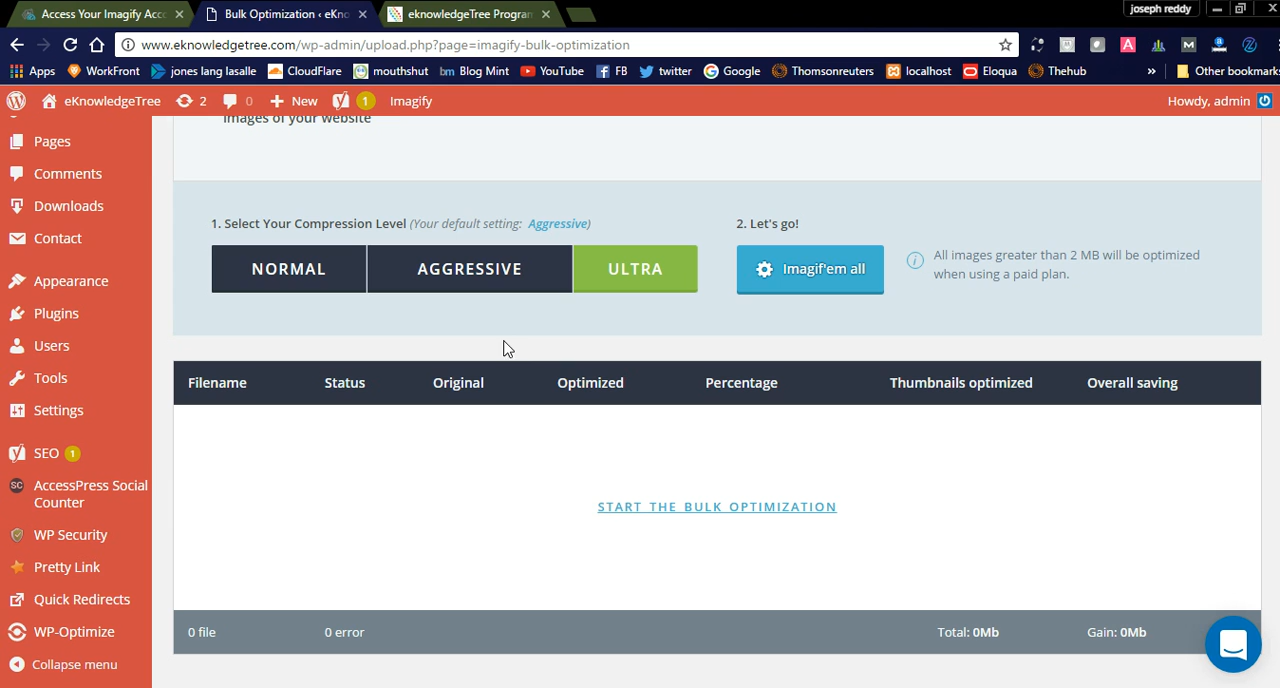 Access Your Imagify Acc
Bulk Optimization ‹ eKno
eknowledgeTree Program
joseph reddy
www.eknowledgetree.com/wp-admin/upload.php?page=imagify-bulk-optimization
Apps
WorkFront
jones lang lasalle
CloudFlare
mouthshut
bm Blog Mint
YouTube
FB
twitter
Google
Thomsonreuters
localhost
Eloqua
Thehub
»
Other bookmarks
eKnowledgeTree
2
0
New
1
Imagify
Howdy, admin
Pages
Comments
Downloads
Contact
Appearance
Plugins
Users
Tools
Settings
SEO 1
SC AccessPress Social
Counter
WP Security
Pretty Link
Quick Redirects
WP-Optimize
Collapse menu
images of your website
1. Select Your Compression Level (Your default setting: Aggressive)
NORMAL
AGGRESSIVE
ULTRA
2. Let's go!
Imagif'em all
All images greater than 2 MB will be optimized
when using a paid plan.
Filename
Status
Original
Optimized
Percentage
Thumbnails optimized
Overall saving
START THE BULK OPTIMIZATION
0 file
0 error
Total: 0Mb
Gain: 0Mb